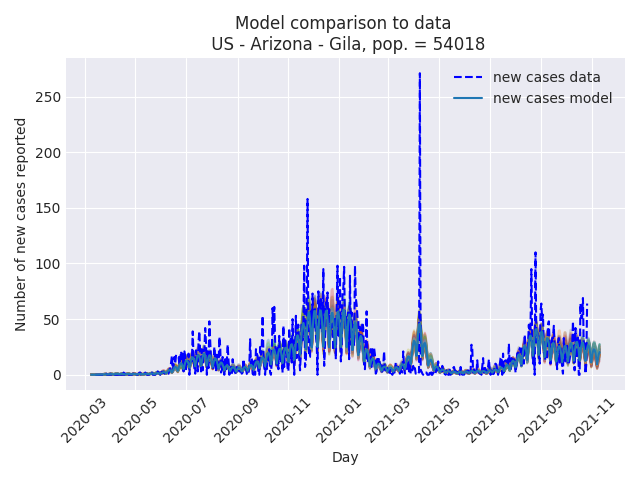 Model comparison to data
US - Arizona - Gila, pop. = 54018
new cases data
new cases model
Number of new cases reported
250
200
150
100
50
0
2020-03
2020-05
2020-07
2020-09
2020-11
2021-01
2021-03
2021-05
2021-07
2021-09
2021-11
Day